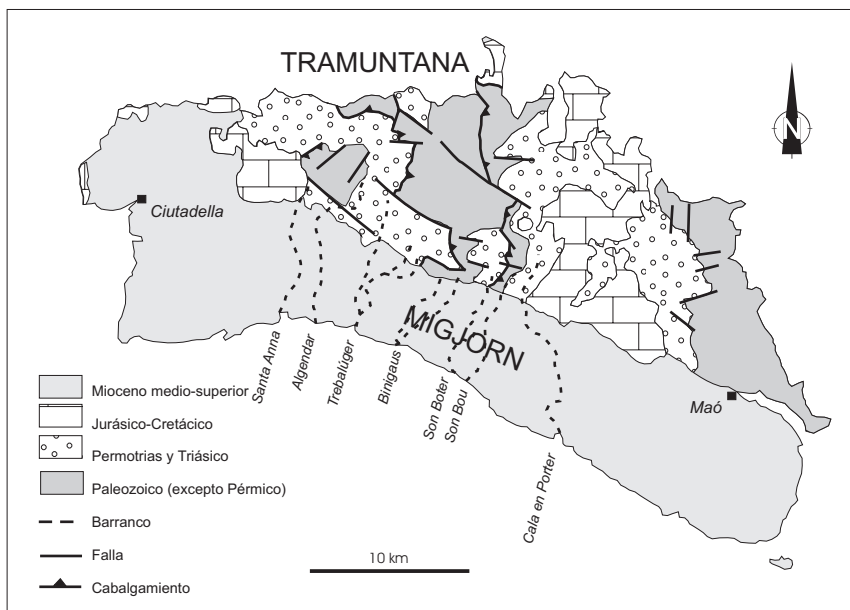 TRAMUNTANA
N
Ciutadella
MIGJORN
Maó
Santa Anna
Algendar
Trebalúger
Binigaus
Son Boter
Son Bou
Cala en Porter
Mioceno medio-superior
Jurásico-Cretácico
Permotrias y Triásico
Paleozoico (excepto Pérmico)
Barranco
Falla
Cabalgamiento
10 km